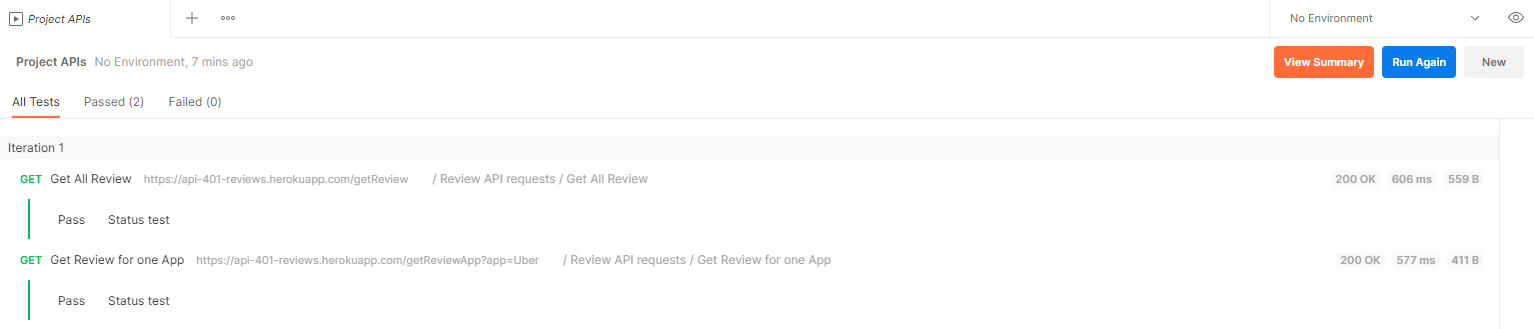 Project APIs
No Environment
Project APIs No Environment, 7 mins ago View Summary Run Again New
All Tests Passed (2) Failed (0)
Iteration 1
GET Get All Review https://api-401-reviews.herokuapp.com/getReview / Review API requests / Get All Review 200 OK 606 ms 559 B
Pass Status test
GET Get Review for one App https://api-401-reviews.herokuapp.com/getReviewApp?app=Uber / Review API requests / Get Review for one App 200 OK 577 ms 411 B
Pass Status test